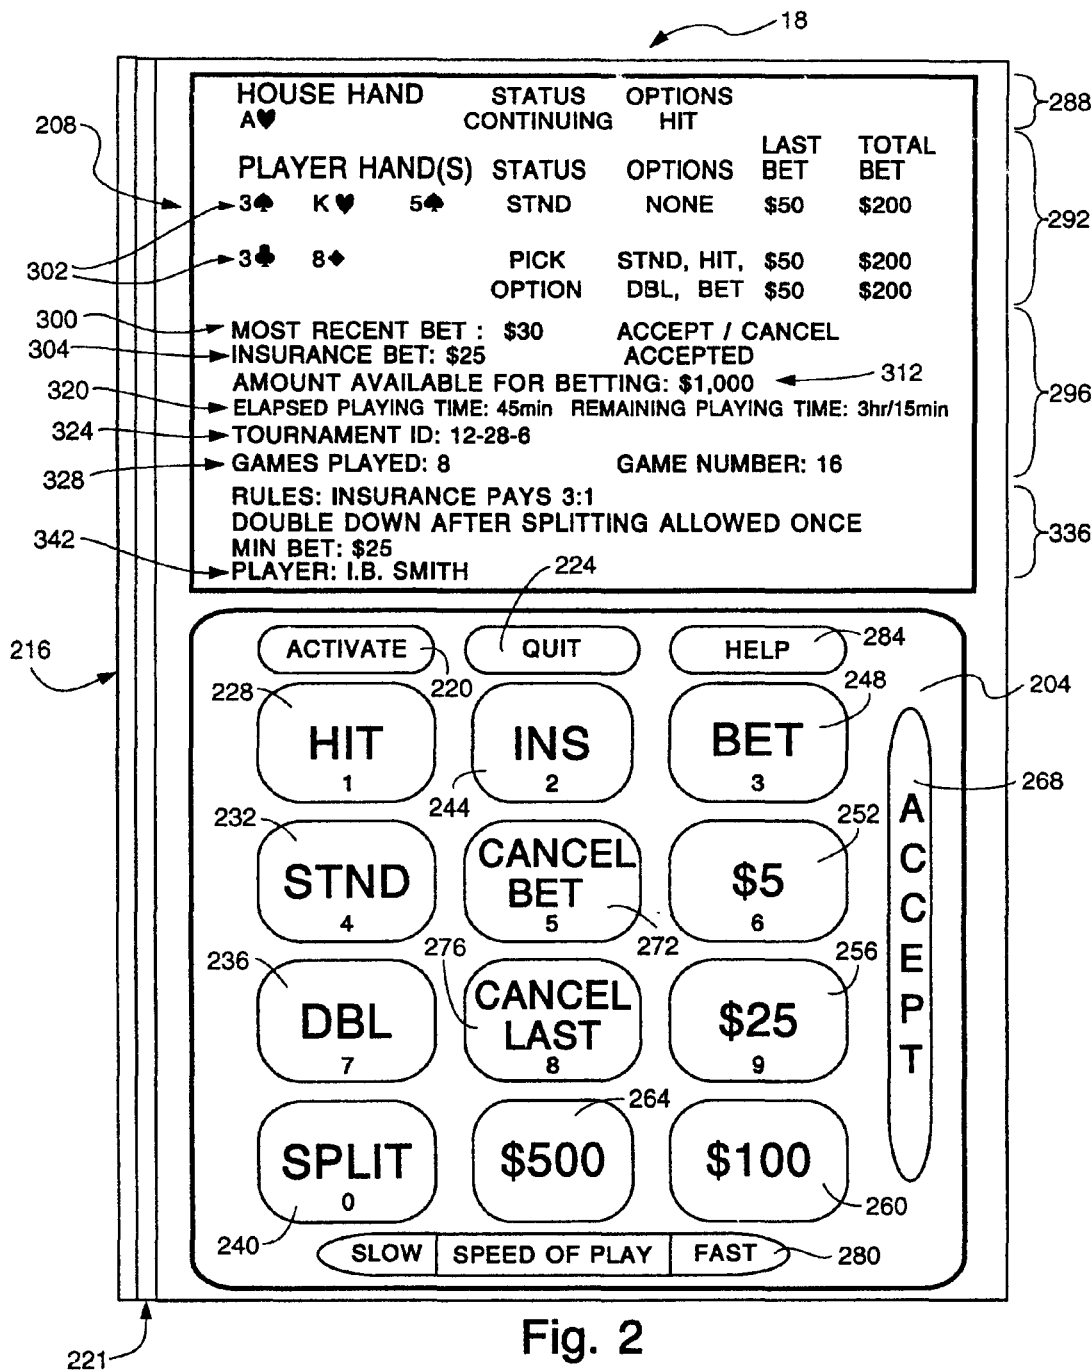 18
HOUSE HAND STATUS OPTIONS
A♥ CONTINUING HIT
288
208
LAST TOTAL
PLAYER HAND(S) STATUS OPTIONS BET BET
3♠ K♥ 5♠ STND NONE $50 $200
292
302
3♣ 8♦ PICK STND, HIT, $50 $200
OPTION DBL, BET $50 $200
300
MOST RECENT BET : $30 ACCEPT / CANCEL
304
INSURANCE BET: $25 ACCEPTED
AMOUNT AVAILABLE FOR BETTING: $1,000
312
296
320
ELAPSED PLAYING TIME: 45min REMAINING PLAYING TIME: 3hr/15min
324
TOURNAMENT ID: 12-28-6
328
GAMES PLAYED: 8 GAME NUMBER: 16
RULES: INSURANCE PAYS 3:1
DOUBLE DOWN AFTER SPLITTING ALLOWED ONCE
336
MIN BET: $25
342
PLAYER: I.B. SMITH
224
216
ACTIVATE QUIT HELP
284
220
228
248
204
HIT INS BET
1 2 3
244
268
232
252
STND CANCEL BET $5
4 5 6
276
272
236
256
DBL CANCEL LAST $25
7 8 9
ACCEPT
264
SPLIT $500 $100
0
240
260
SLOW SPEED OF PLAY FAST
280
221
Fig. 2